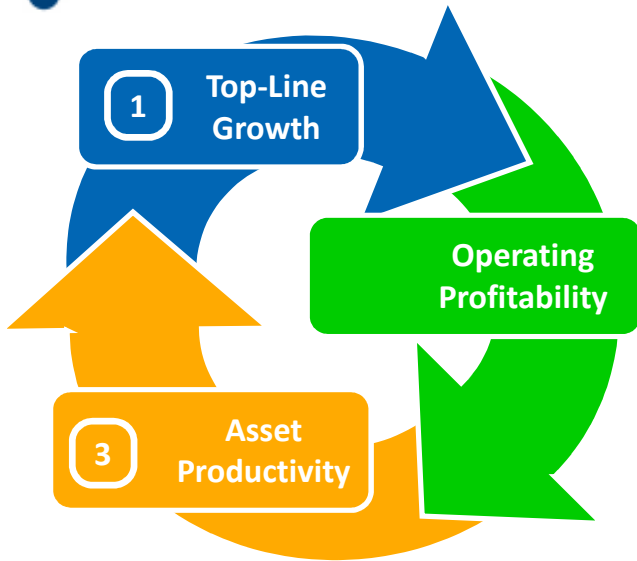 1
Top-Line
Growth
Operating
Profitability
3
Asset
Productivity